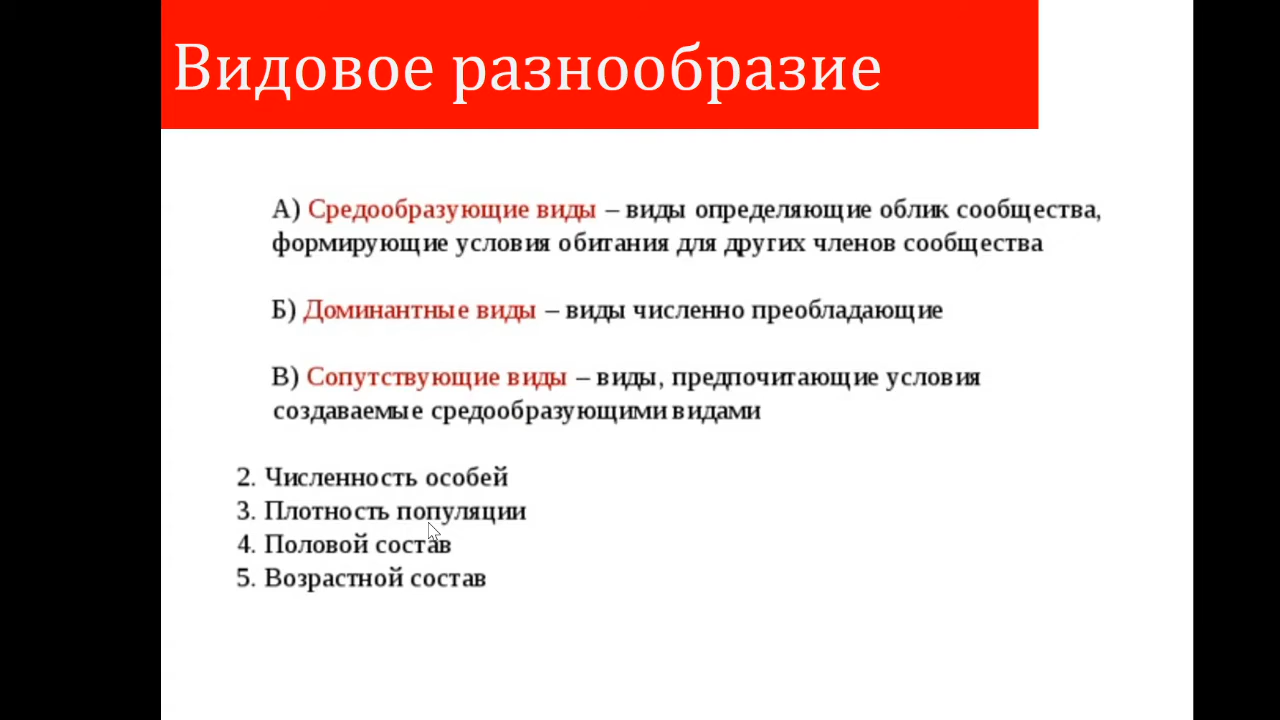 Видовое разнообразие
А) Средообразующие виды – виды определяющие облик сообщества,
формирующие условия обитания для других членов сообщества
Б) Доминантные виды – виды численно преобладающие
В) Сопутствующие виды – виды, предпочитающие условия
создаваемые средообразующими видами
2. Численность особей
3. Плотность популяции
4. Половой состав
5. Возрастной состав